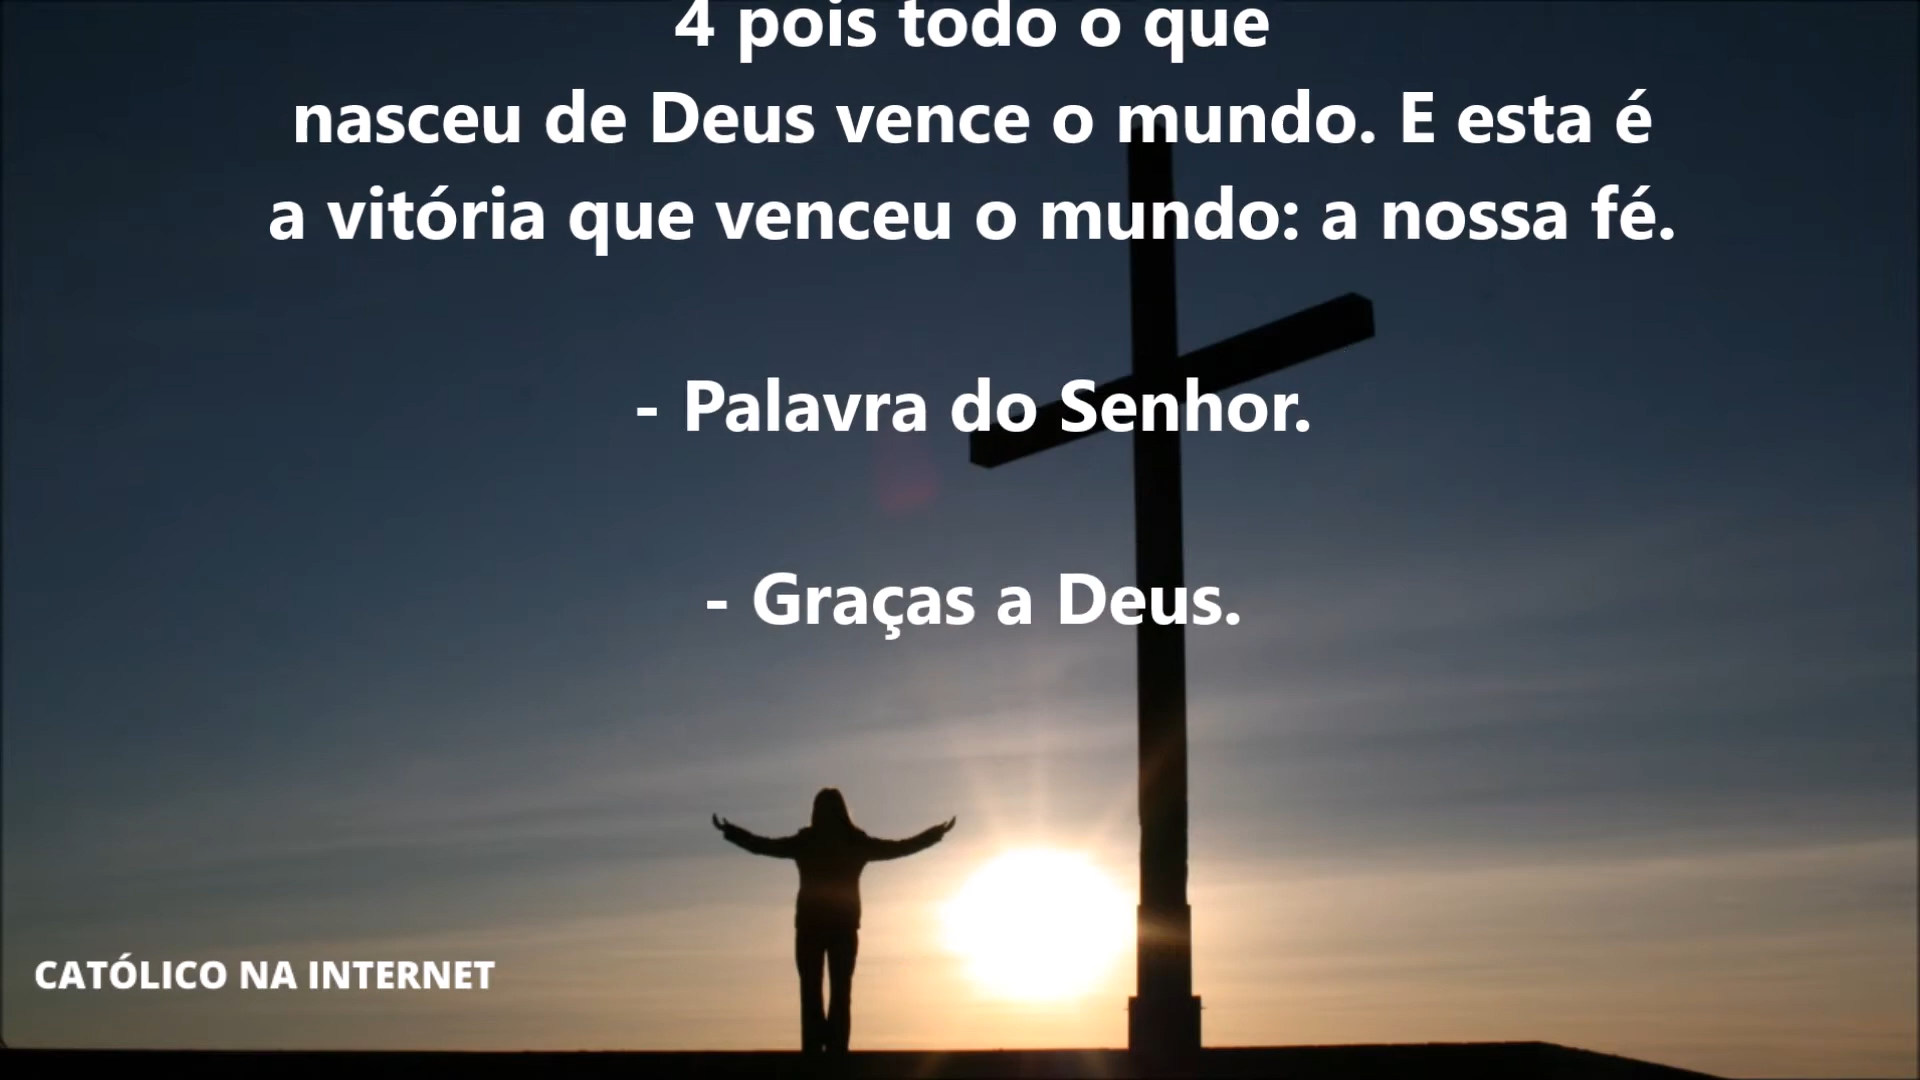 4 pois todo o que
nasceu de Deus vence o mundo. E esta é
a vitória que venceu o mundo: a nossa fé.
- Palavra do Senhor.
- Graças a Deus.
CATÓLICO NA INTERNET